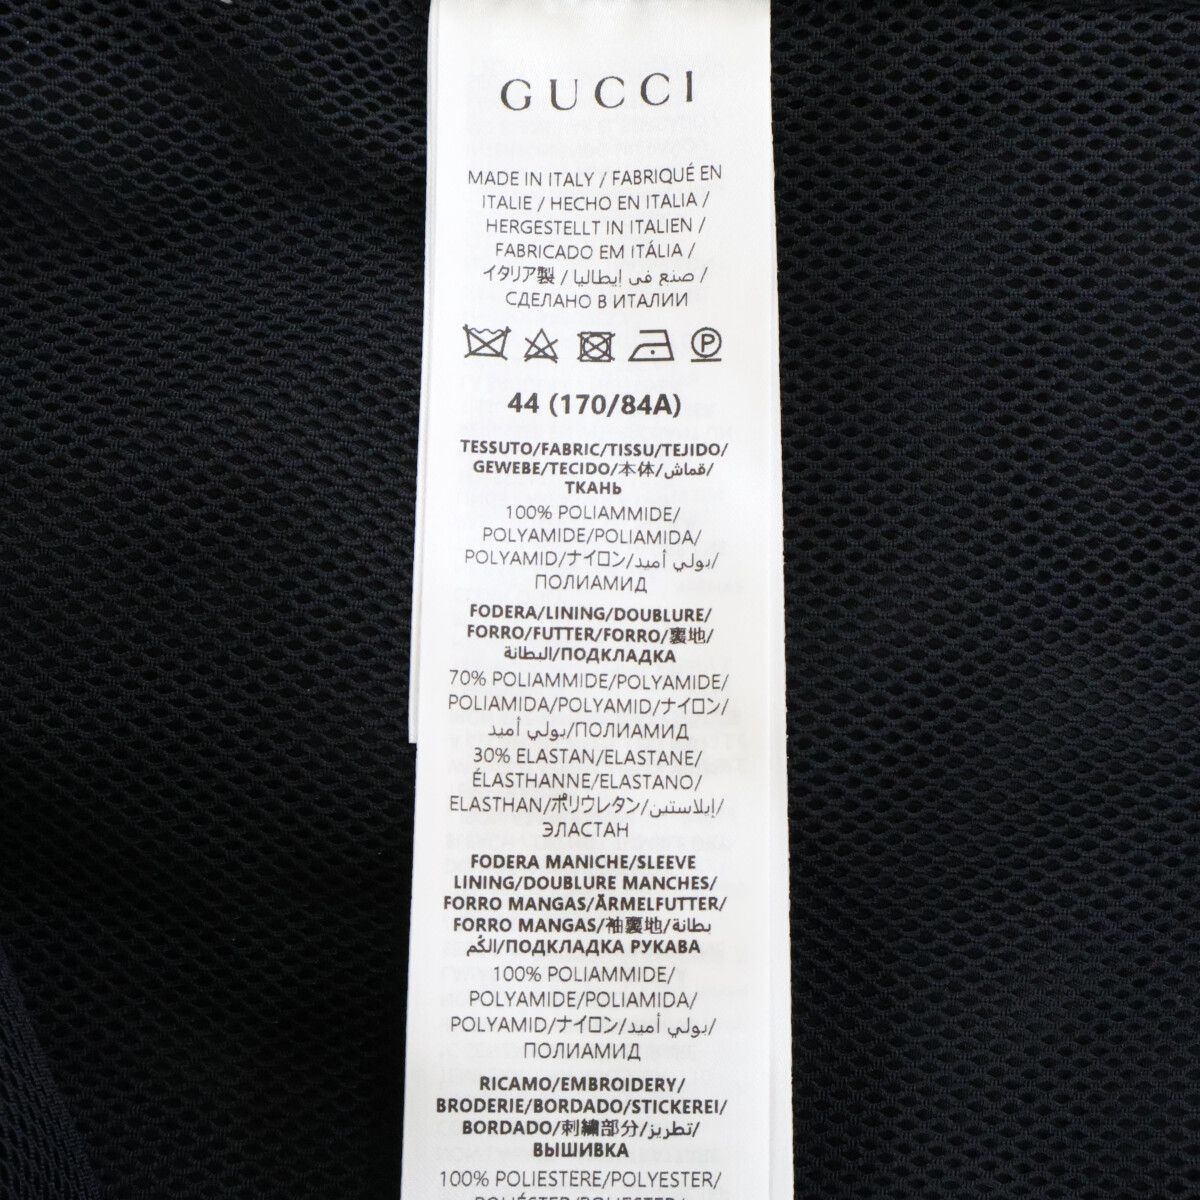 GUCCI
MADE IN ITALY / FABRIQUÉ EN
ITALIE / HECHO EN ITALIA /
HERGESTELLT IN ITALIEN /
FABRICADO EM ITÁLIA /
イタリア製 / صنع في إيطاليا /
СДЕЛАНО В ИТАЛИИ
P
44 (170/84A)
TESSUTO/FABRIC/TISSU/TEJIDO/
GEWEBE/TECIDO/本体/قماش/
ТКАНЬ
100% POLIAMMIDE/
POLYAMIDE/POLIAMIDA/
POLYAMID/ナイロン/بولي أميد/
ПОЛИАМИД
FODERA/LINING/DOUBLURE/
FORRO/FUTTER/FORRO/裏地/
البطانة/ПОДКЛАДКА
70% POLIAMMIDE/POLYAMIDE/
POLIAMIDA/POLYAMID/ナイロン/
بولي أميد/ПОЛИАМИД
30% ELASTAN/ELASTANE/
ÉLASTHANNE/ELASTANO/
ELASTHAN/ポリウレタン/إيلاستين/
ЭЛАСТАН
FODERA MANICHE/SLEEVE
LINING/DOUBLURE MANCHES/
FORRO MANGAS/ÄRMELFUTTER/
FORRO MANGAS/袖裏地/بطانة
الكُم/ПОДКЛАДКА РУКАВА
100% POLIAMMIDE/
POLYAMIDE/POLIAMIDA/
POLYAMID/ナイロン/بولي أميد/
ПОЛИАМИД
RICAMO/EMBROIDERY/
BRODERIE/BORDADO/STICKEREI/
BORDADO/刺繍部分/تطريز/
ВЫШИВКА
100% POLIESTERE/POLYESTER/
POLYÉSTER/POLIESTER/